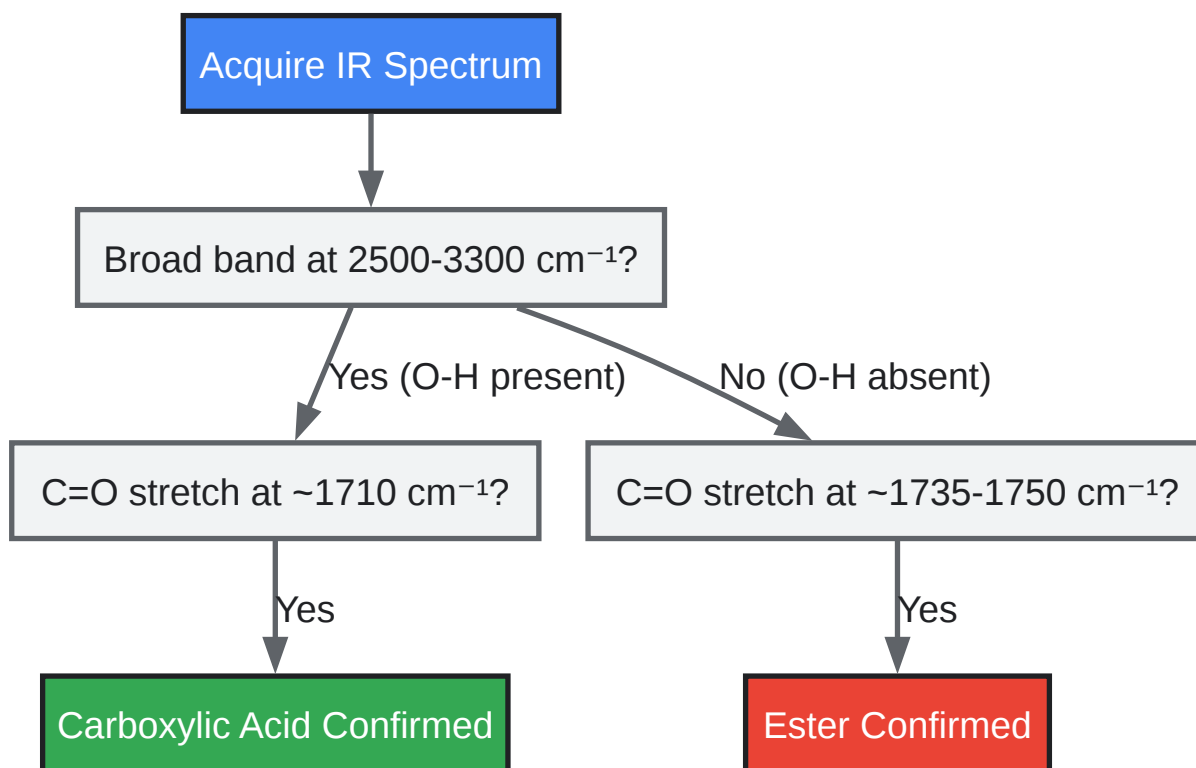 Acquire IR Spectrum
Broad band at 2500-3300 cm⁻¹?
Yes (O-H present)
No (O-H absent)
C=O stretch at ~1710 cm⁻¹?
C=O stretch at ~1735-1750 cm⁻¹?
Yes
Yes
Carboxylic Acid Confirmed
Ester Confirmed